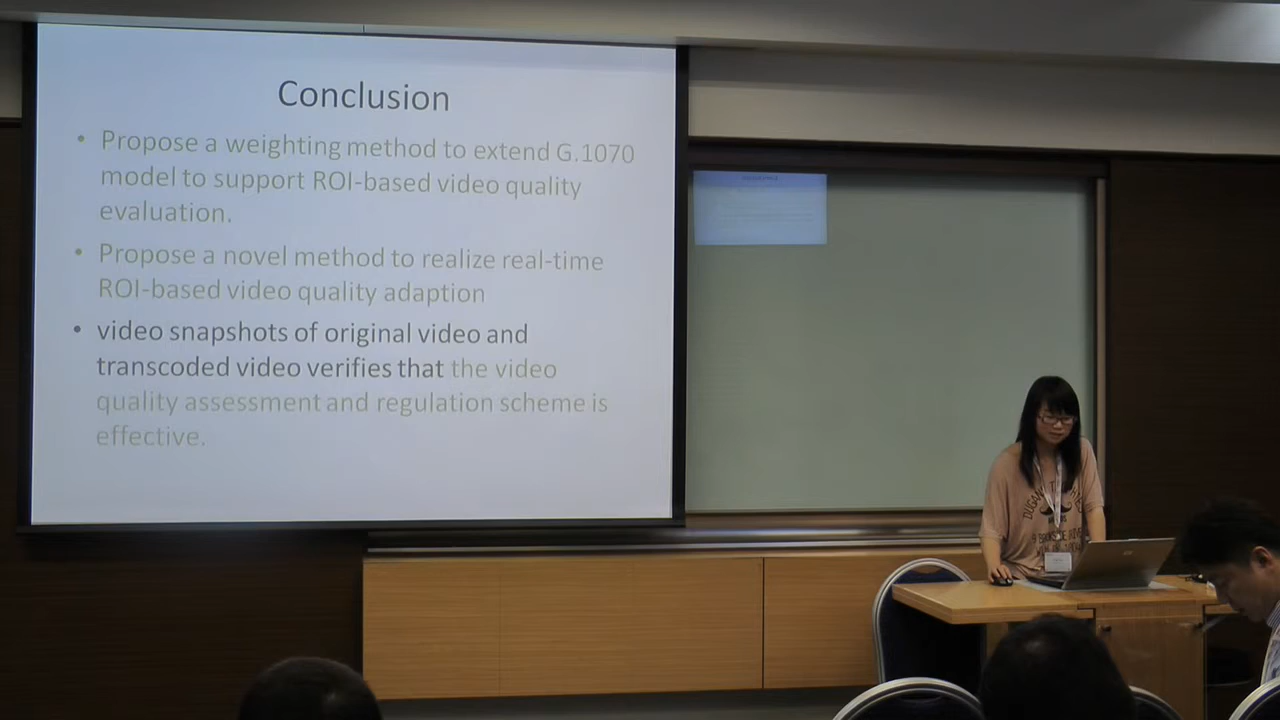 Conclusion
• Propose a weighting method to extend G.1070
model to support ROI-based video quality
evaluation.
• Propose a novel method to realize real-time
ROI-based video quality adaption
• video snapshots of original video and
transcoded video verifies that the video
quality assessment and regulation scheme is
effective.